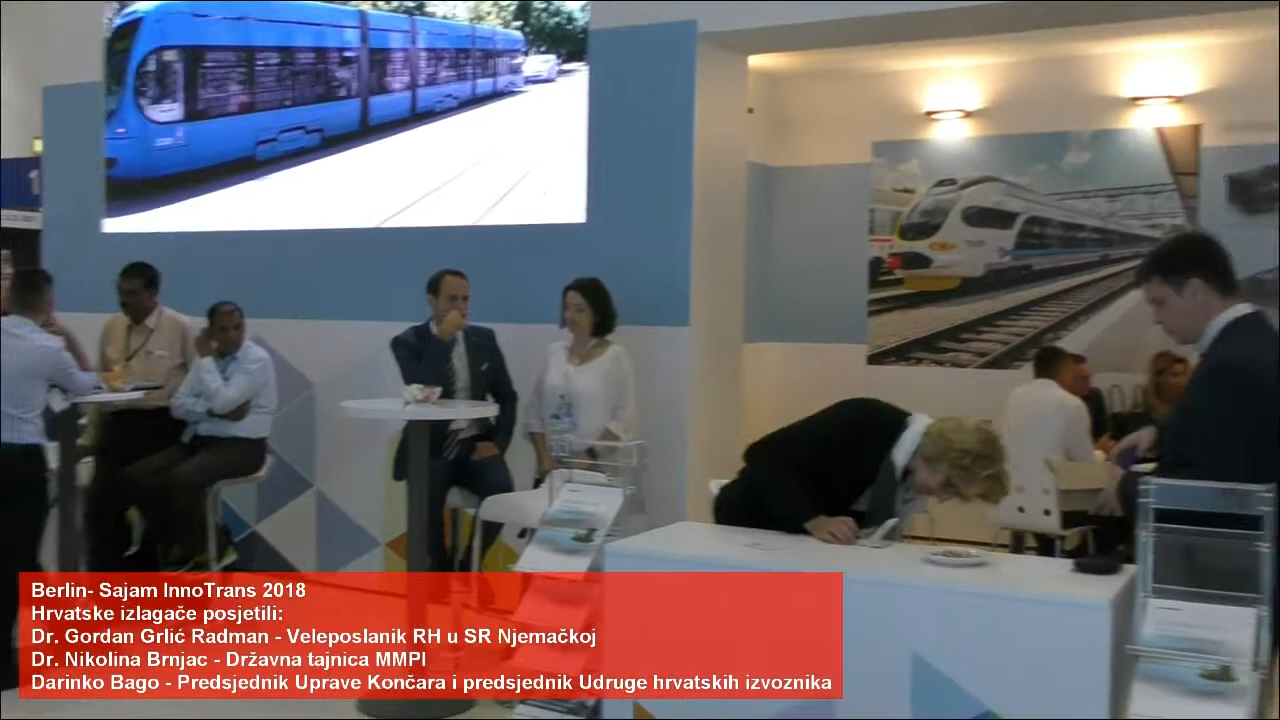 Berlin- Sajam InnoTrans 2018
Hrvatske izlagače posjetili:
Dr. Gordan Grlić Radman - Veleposlanik RH u SR Njemačkoj
Dr. Nikolina Brnjac - Državna tajnica MMPI
Darinko Bago - Predsjednik Uprave Končara i predsjednik Udruge hrvatskih izvoznika